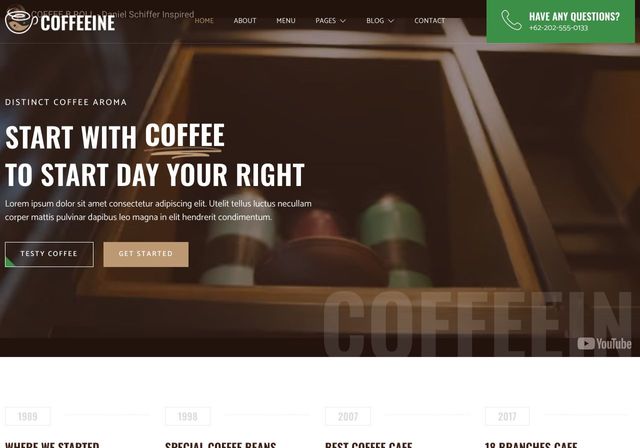 COFFEE B ROLL - Daniel Schiffer Inspired
COFFEEINE
HOME ABOUT MENU PAGES BLOG CONTACT
HAVE ANY QUESTIONS?
+62-202-555-0133
DISTINCT COFFEE AROMA
START WITH COFFEE
TO START DAY YOUR RIGHT
Lorem ipsum dolor sit amet consectetur adipiscing elit. Utelit tellus luctus necullam
corper mattis pulvinar dapibus leo magna in elit hendrerit condimentum.
TESTY COFFEE GET STARTED
COFFEEIN
YouTube
1989 1998 2007 2017
WHERE WE STARTED SPECIAL COFFEE BEANS BEST COFFEE CAFE 18 BRANCHES CAFE